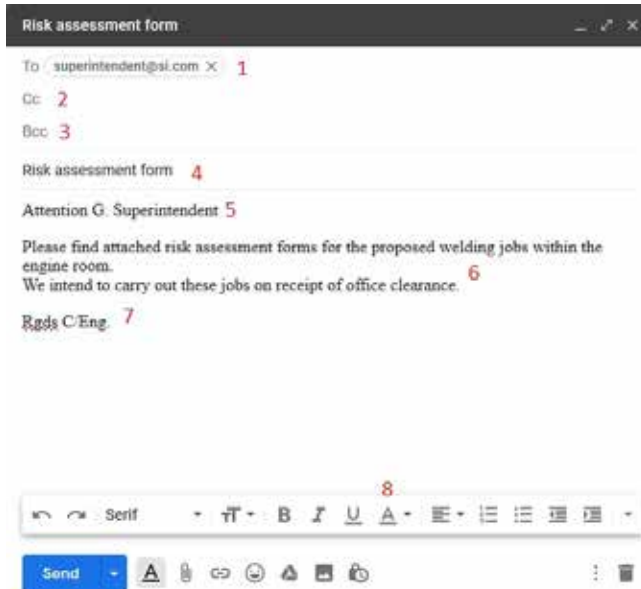 Risk assessment form
To superintendent@si.com × 1
Cc 2
Bcc 3
Risk assessment form 4
Attention G. Superintendent 5
Please find attached risk assessment forms for the proposed welding jobs within the
engine room. 6
We intend to carry out these jobs on receipt of office clearance.
Rgds C/Eng. 7
8
Serif B I U A
Send A